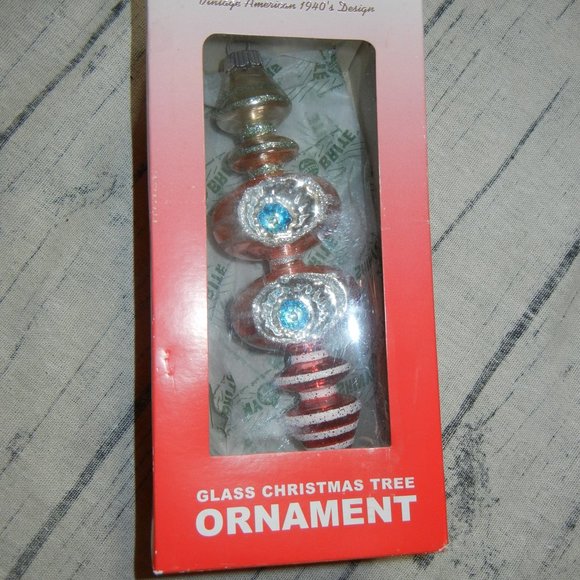 Vintage American 1940's Design
GLASS CHRISTMAS TREE
ORNAMENT